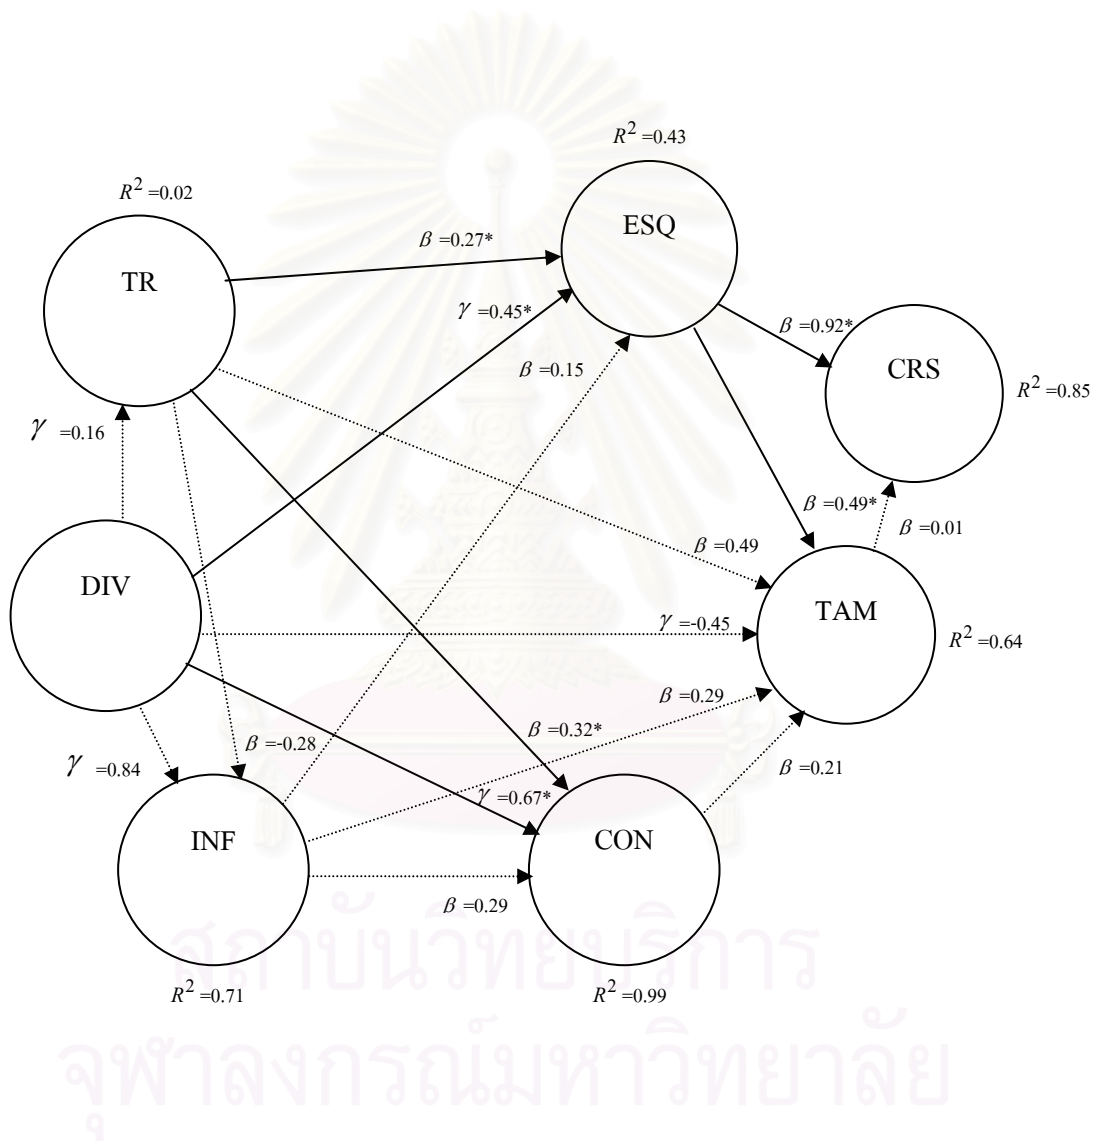 R² =0.43
R² =0.02
ESQ
β =0.27*
TR
γ =0.45*
β =0.92*
β =0.15
CRS
R² =0.85
γ =0.16
β =0.49*
β =0.01
β =0.49
DIV
TAM
γ =-0.45
R² =0.64
β =0.29
β =0.32*
β =-0.28
γ =0.84
β =0.21
γ =0.67*
INF
CON
β =0.29
สถาบันวิทยบริการ
R² =0.71
R² =0.99
จุฬาลงกรณ์มหาวิทยาลัย